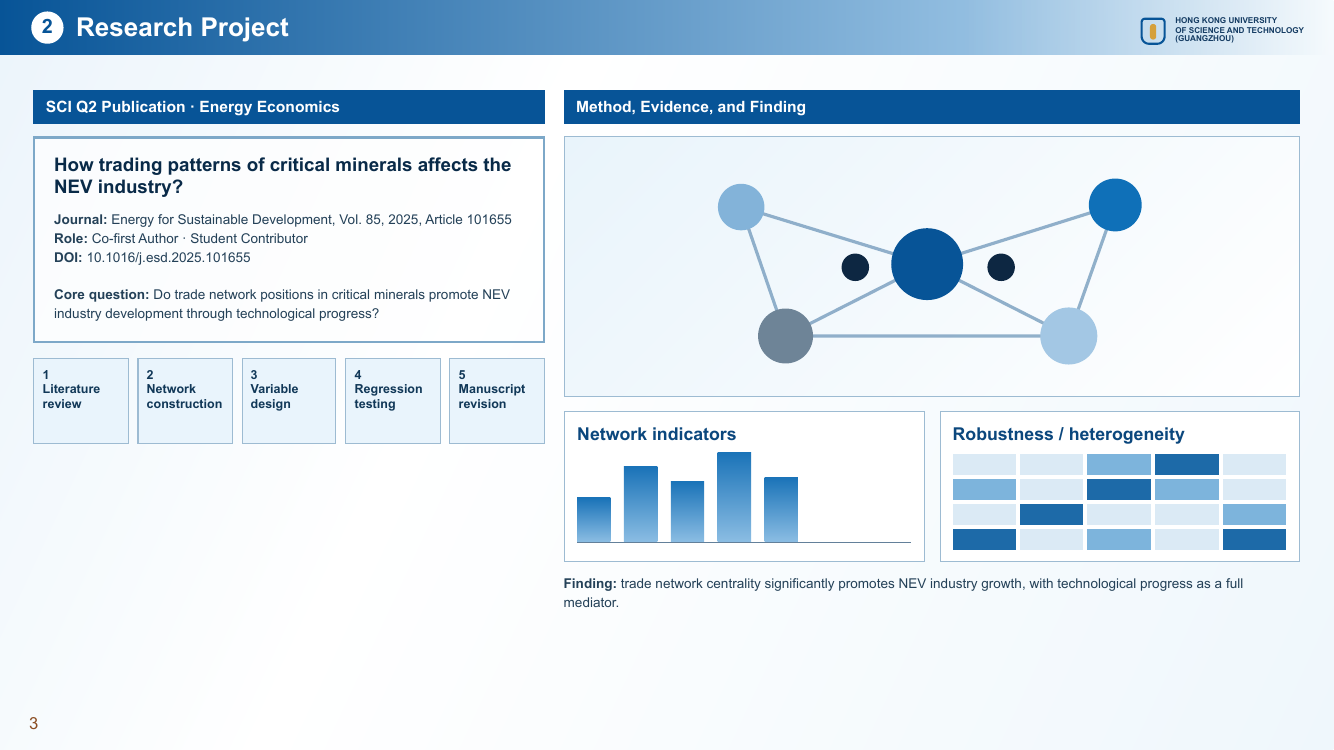 2
Research Project
HONG KONG UNIVERSITY
OF SCIENCE AND TECHNOLOGY
(GUANGZHOU)
SCI Q2 Publication · Energy Economics
How trading patterns of critical minerals affects the
NEV industry?
Journal: Energy for Sustainable Development, Vol. 85, 2025, Article 101655
Role: Co-first Author · Student Contributor
DOI: 10.1016/j.esd.2025.101655
Core question: Do trade network positions in critical minerals promote NEV
industry development through technological progress?
1
Literature
review
2
Network
construction
3
Variable
design
4
Regression
testing
5
Manuscript
revision
Method, Evidence, and Finding
Network indicators
Robustness / heterogeneity
Finding: trade network centrality significantly promotes NEV industry growth, with technological progress as a full
mediator.
3